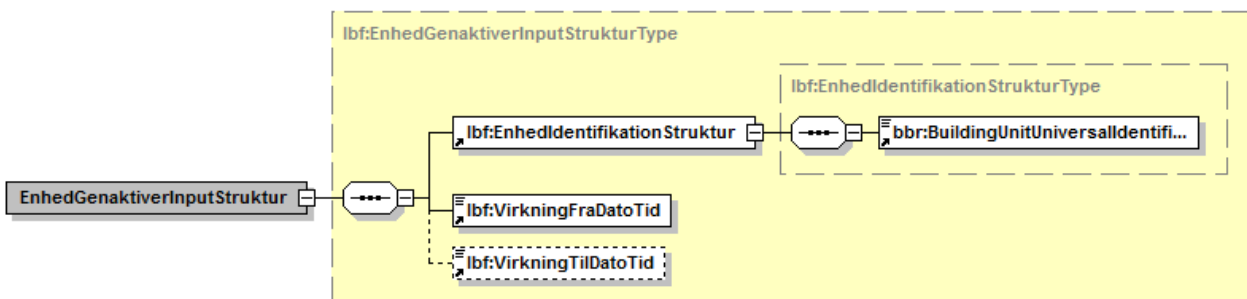 lbf:EnhedGenaktiverInputStrukturType
lbf:EnhedIdentifikationStrukturType
lbf:EnhedIdentifikationStruktur
bbr:BuildingUnitUniversalIdentifi...
EnhedGenaktiverInputStruktur
lbf:VirkningFraDatoTid
lbf:VirkningTilDatoTid